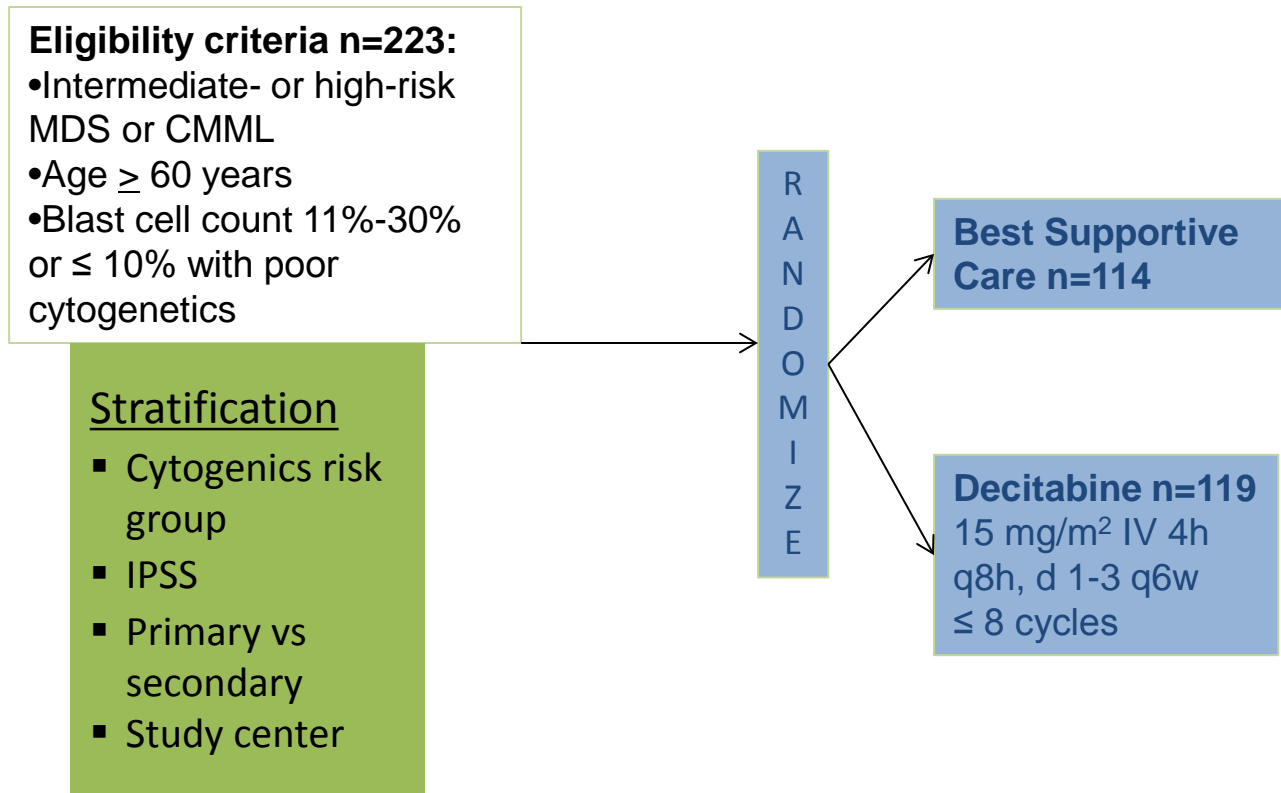 Eligibility criteria n=223:
•Intermediate- or high-risk
MDS or CMML
•Age > 60 years
•Blast cell count 11%-30%
or ≤ 10% with poor
cytogenetics
Stratification
▪ Cytogenics risk
group
▪ IPSS
▪ Primary vs
secondary
▪ Study center
R
A
N
D
O
M
I
Z
E
Best Supportive
Care n=114
Decitabine n=119
15 mg/m² IV 4h
q8h, d 1-3 q6w
≤ 8 cycles